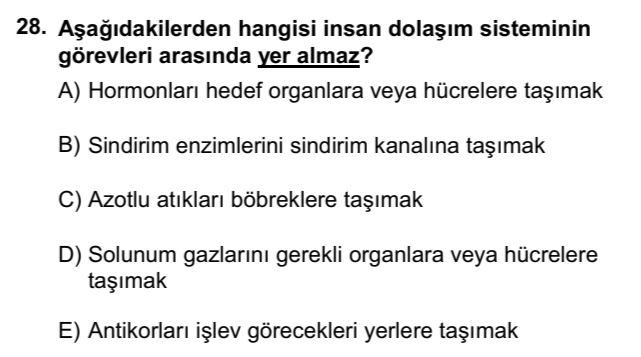 28. Aşağıdakilerden hangisi insan dolaşım sisteminin
görevleri arasında yer almaz?
A) Hormonları hedef organlara veya hücrelere taşımak
B) Sindirim enzimlerini sindirim kanalına taşımak
C) Azotlu atıkları böbreklere taşımak
D) Solunum gazlarını gerekli organlara veya hücrelere
taşımak
E) Antikorları işlev görecekleri yerlere taşımak